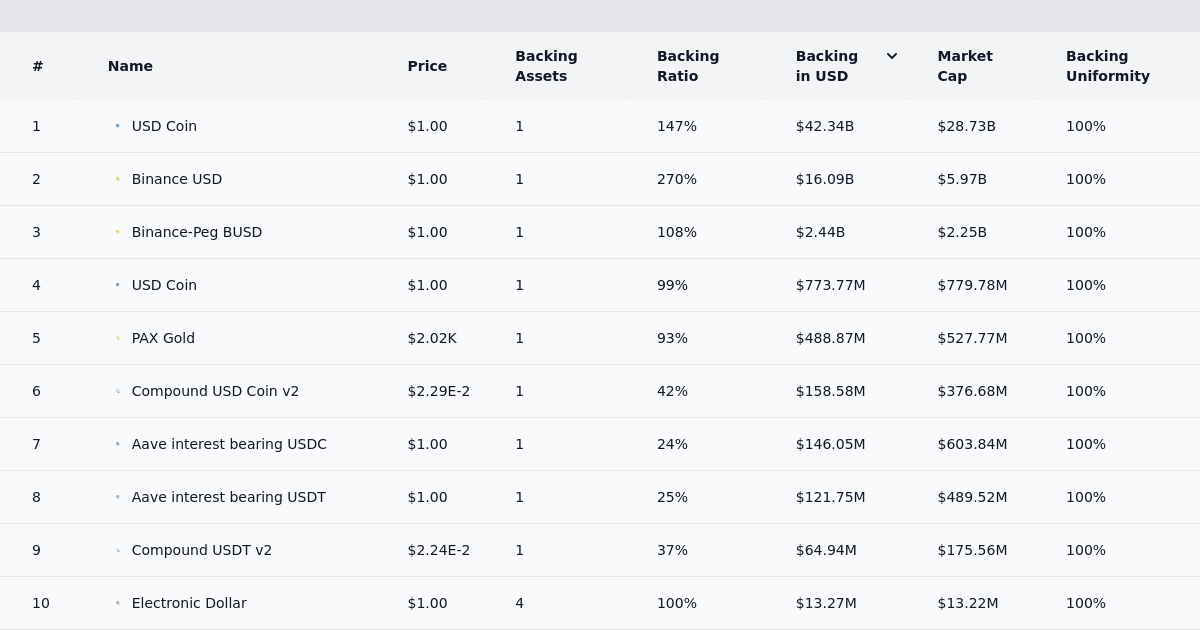 # Name Price Backing Assets Backing Ratio Backing in USD Market Cap Backing Uniformity
1 USD Coin $1.00 1 147% $42.34B $28.73B 100%
2 Binance USD $1.00 1 270% $16.09B $5.97B 100%
3 Binance-Peg BUSD $1.00 1 108% $2.44B $2.25B 100%
4 USD Coin $1.00 1 99% $773.77M $779.78M 100%
5 PAX Gold $2.02K 1 93% $488.87M $527.77M 100%
6 Compound USD Coin v2 $2.29E-2 1 42% $158.58M $376.68M 100%
7 Aave interest bearing USDC $1.00 1 24% $146.05M $603.84M 100%
8 Aave interest bearing USDT $1.00 1 25% $121.75M $489.52M 100%
9 Compound USDT v2 $2.24E-2 1 37% $64.94M $175.56M 100%
10 Electronic Dollar $1.00 4 100% $13.27M $13.22M 100%